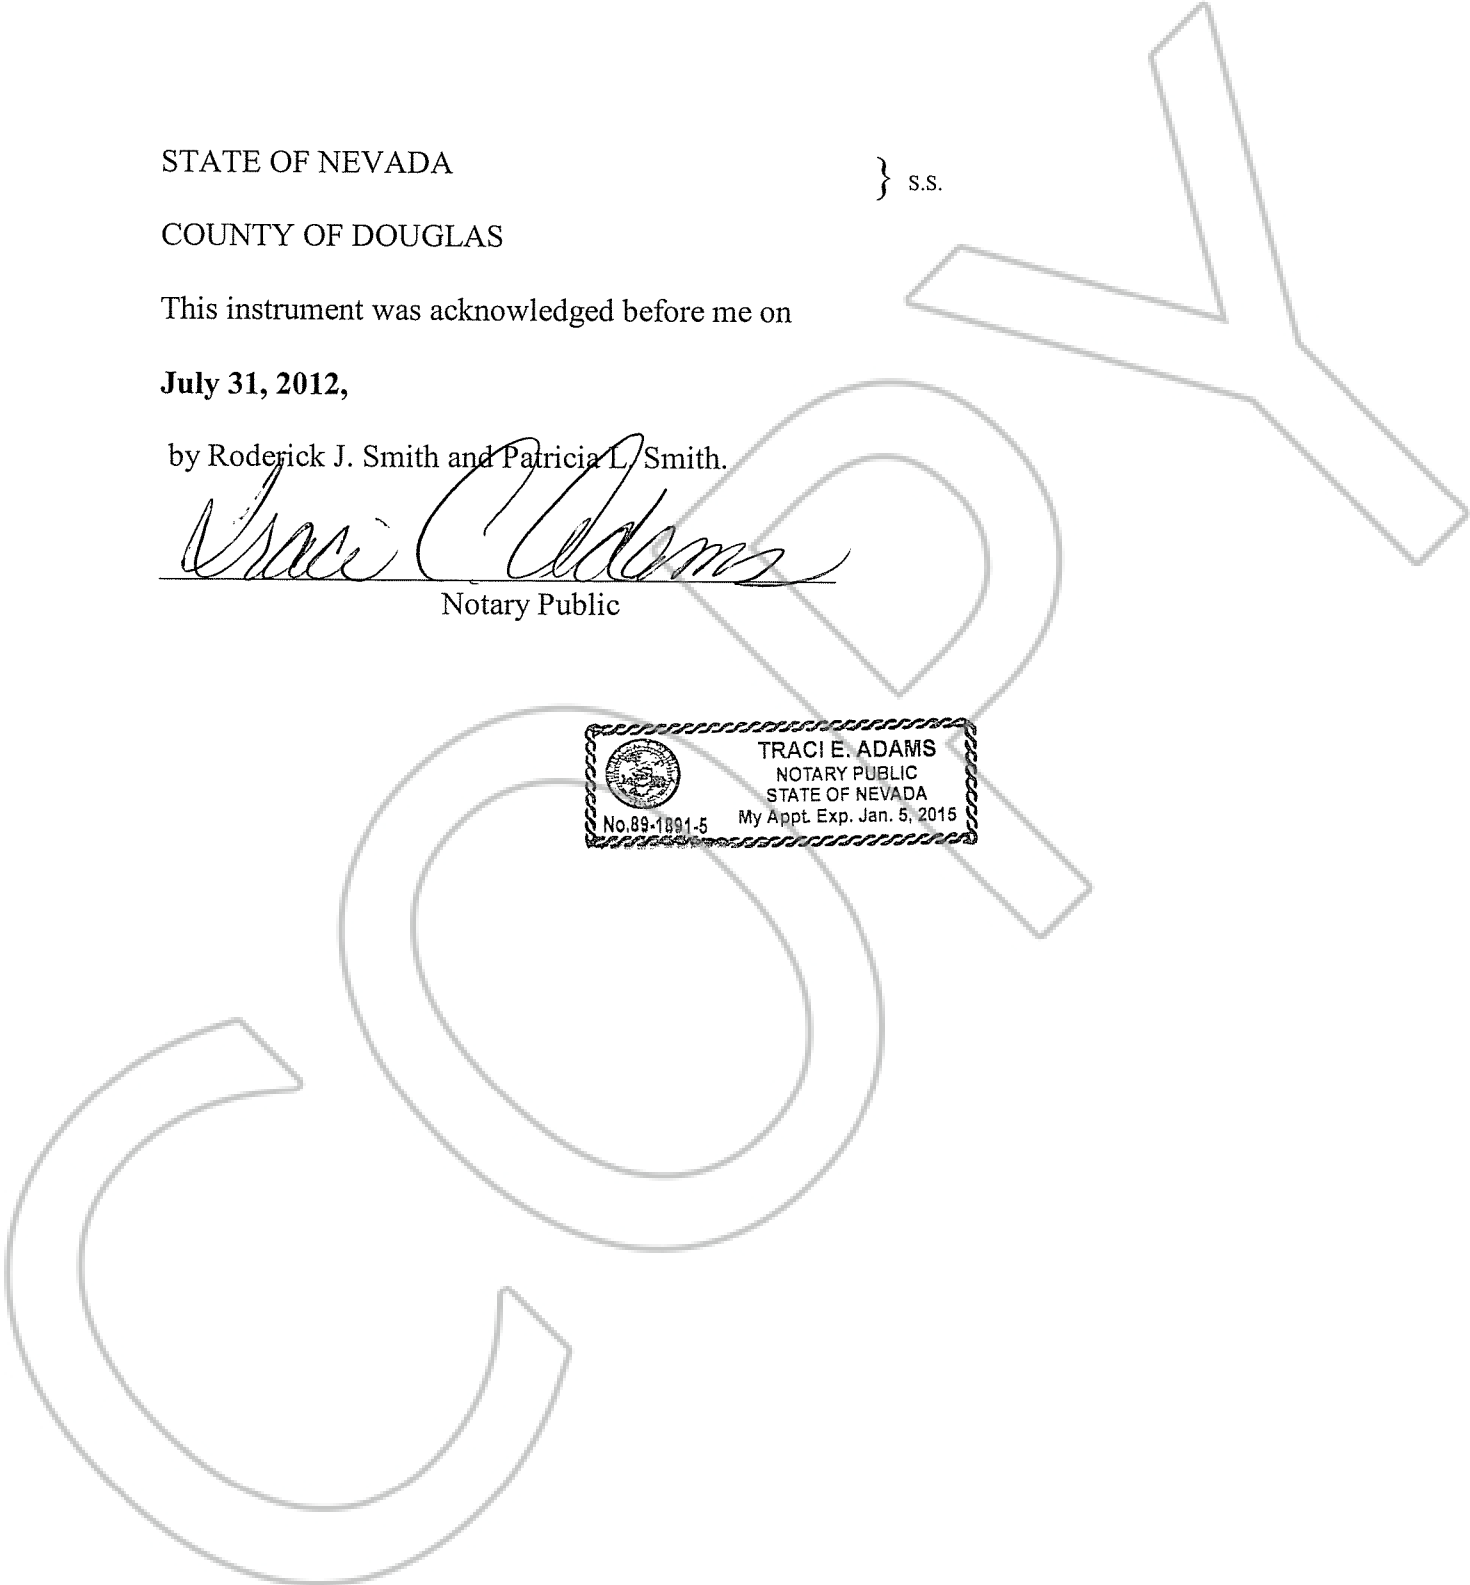 STATE OF NEVADA
} s.s.
COUNTY OF DOUGLAS
This instrument was acknowledged before me on
July 31, 2012,
by Roderick J. Smith and Patricia L. Smith.
Traci E Adams
Notary Public
TRACI E. ADAMS
NOTARY PUBLIC
STATE OF NEVADA
My Appt. Exp. Jan. 5, 2015
No.89-1891-5
COPY